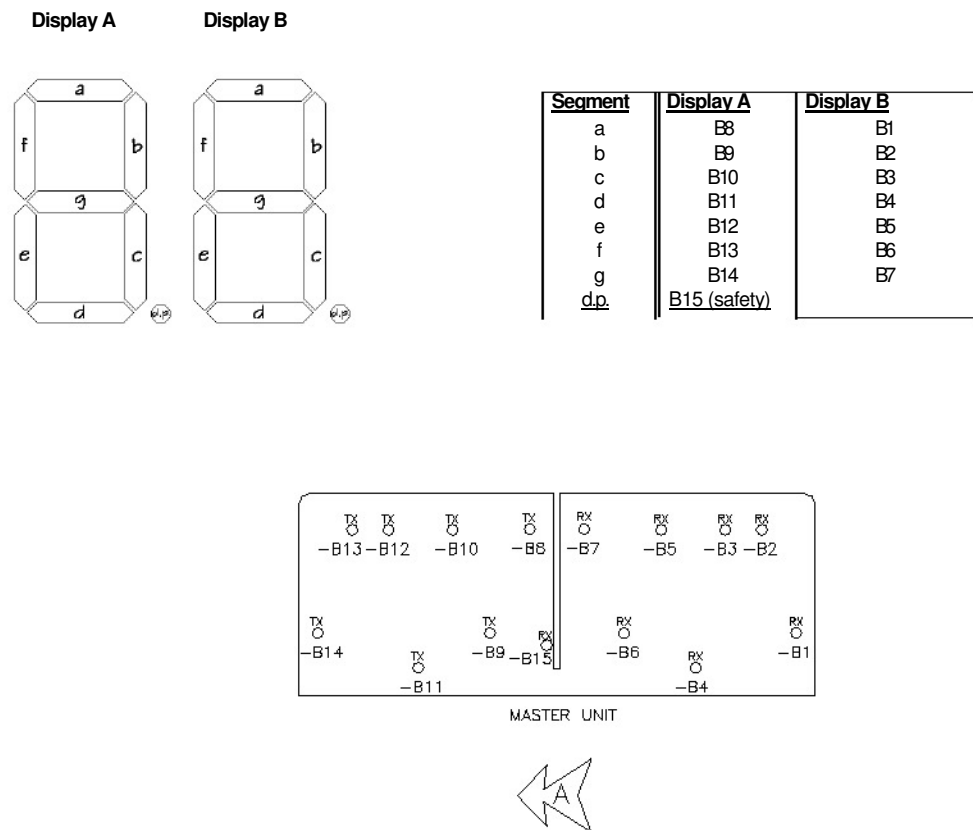 Display A Display B
a a
f b f b
g g
e c e c
d d.p d d.p
Segment Display A Display B
a B8 B1
b B9 B2
c B10 B3
d B11 B4
e B12 B5
f B13 B6
g B14 B7
d.p. B15 (safety)
TX TX TX TX RX RX RX RX
-B13 -B12 -B10 -B8 -B7 -B5 -B3 -B2
TX TX RX RX RX
-B14 -B9 -B15 -B6 -B1
TX RX
-B11 -B4
MASTER UNIT
A